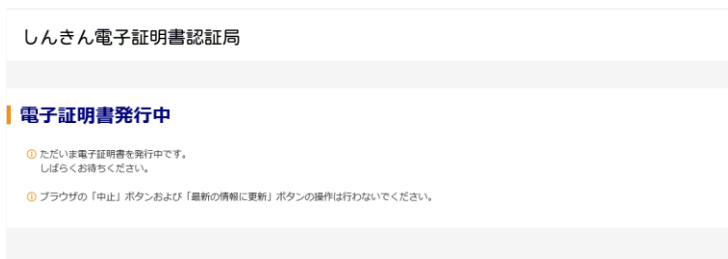 しんきん電子証明書認証局
電子証明書発行中
ただいま電子証明書を発行中です。
しばらくお待ちください。
ブラウザの「中止」ボタンおよび「最新の情報に更新」ボタンの操作は行わないでください。